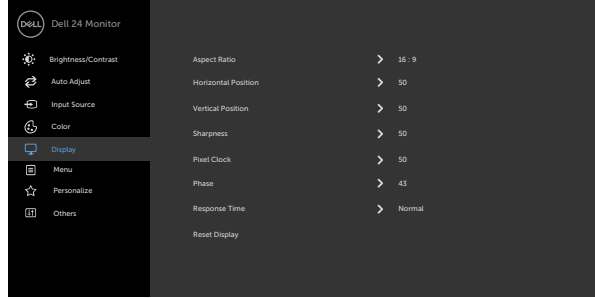 DELL Dell 24 Monitor
Brightness/Contrast
Auto Adjust
Input Source
Color
Display
Menu
Personalize
Others
Aspect Ratio 16 : 9
Horizontal Position 50
Vertical Position 50
Sharpness 50
Pixel Clock 50
Phase 43
Response Time Normal
Reset Display